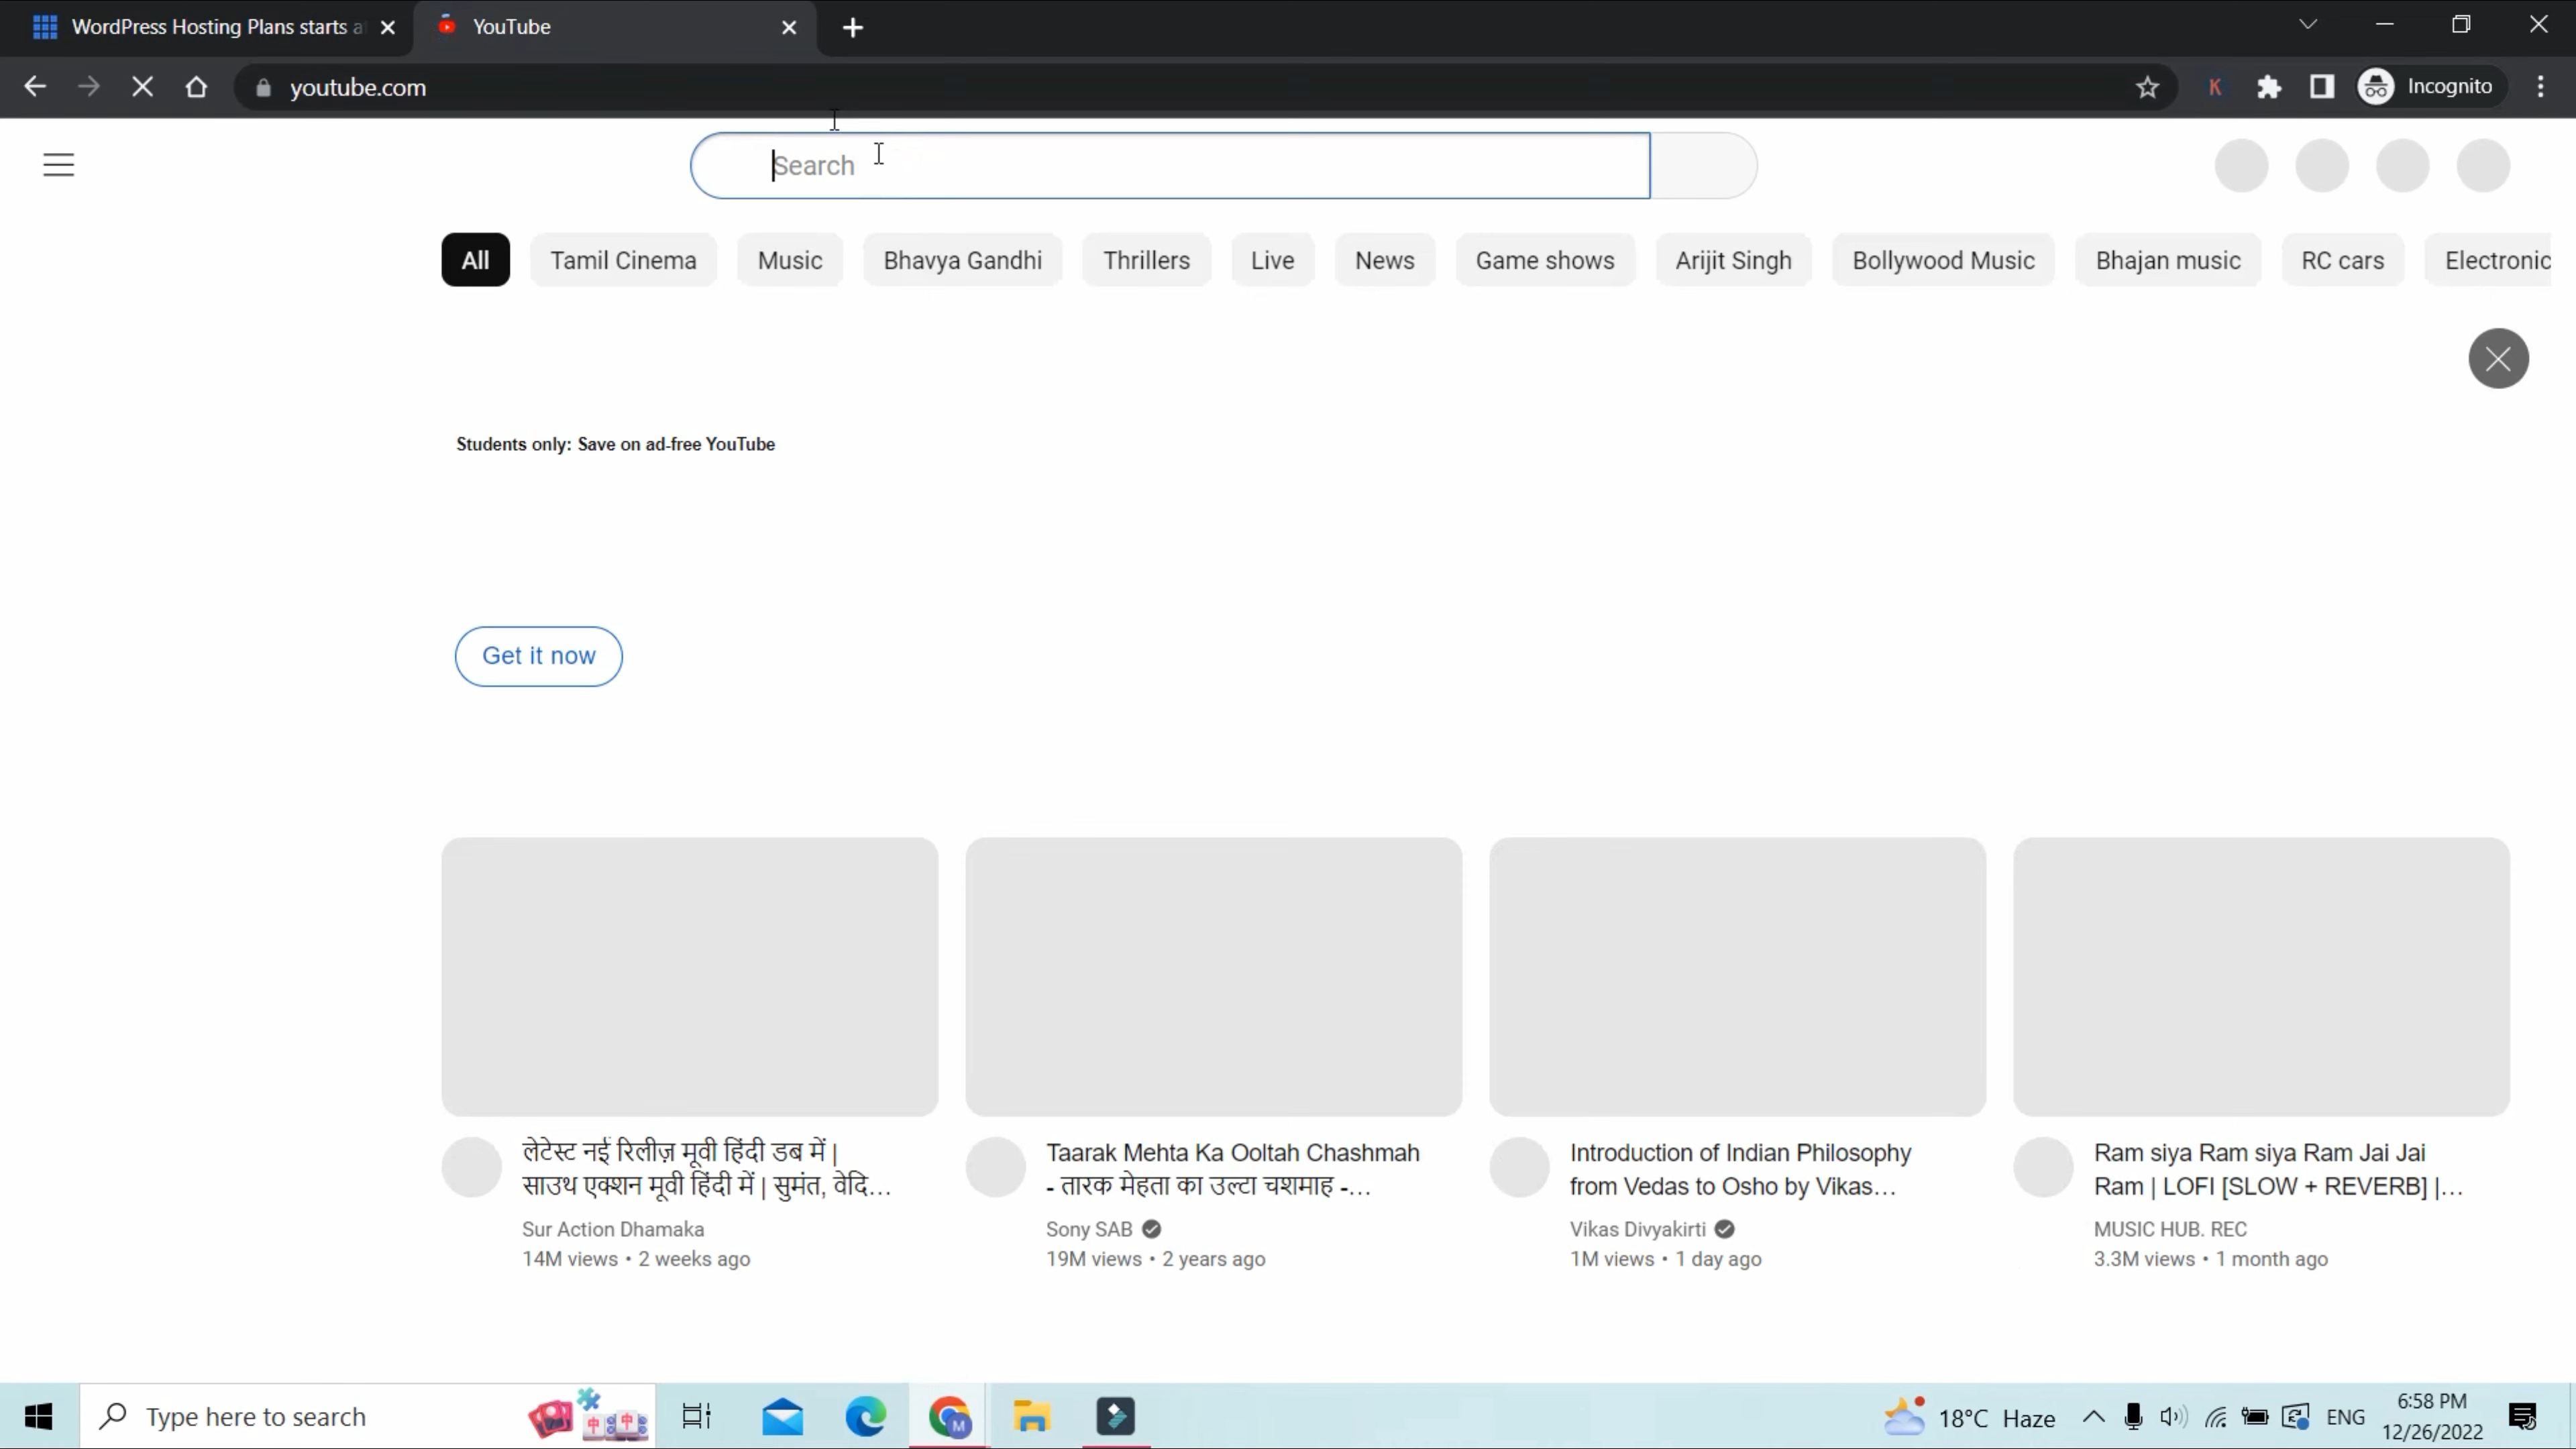 WordPress Hosting Plans starts a
YouTube
youtube.com
K
Incognito
Search
All
Tamil Cinema
Music
Bhavya Gandhi
Thrillers
Live
News
Game shows
Arijit Singh
Bollywood Music
Bhajan music
RC cars
Electronic
Students only: Save on ad-free YouTube
Get it now
लेटेस्ट नई रिलीज़ मूवी हिंदी डब में |
साउथ एक्शन मूवी हिंदी में | सुमंत, वेदि...
Sur Action Dhamaka
14M views • 2 weeks ago
Taarak Mehta Ka Ooltah Chashmah
- तारक मेहता का उल्टा चशमाह -...
Sony SAB
19M views • 2 years ago
Introduction of Indian Philosophy
from Vedas to Osho by Vikas...
Vikas Divyakirti
1M views • 1 day ago
Ram siya Ram siya Ram Jai Jai
Ram | LOFI [SLOW + REVERB] |...
MUSIC HUB. REC
3.3M views • 1 month ago
Type here to search
M
18°C Haze
ENG
6:58 PM
12/26/2022